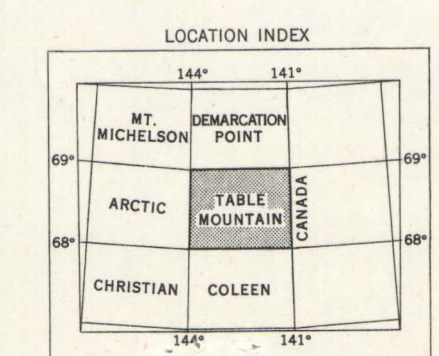 LOCATION INDEX
144° 141°
MT. MICHELSON
DEMARCATION POINT
69° 69°
ARCTIC
TABLE MOUNTAIN
CANADA
68° 68°
CHRISTIAN
COLEEN
144° 141°